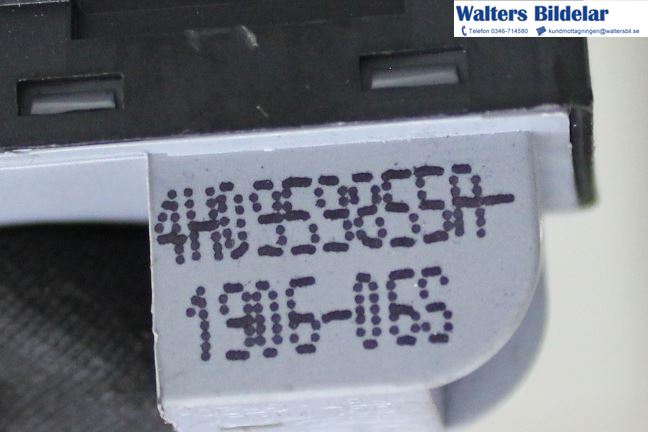 Walters Bildelar
Telefon 0346-714580 kundmottagningen@waltersbil.se
4H0959855A-
1906-06S